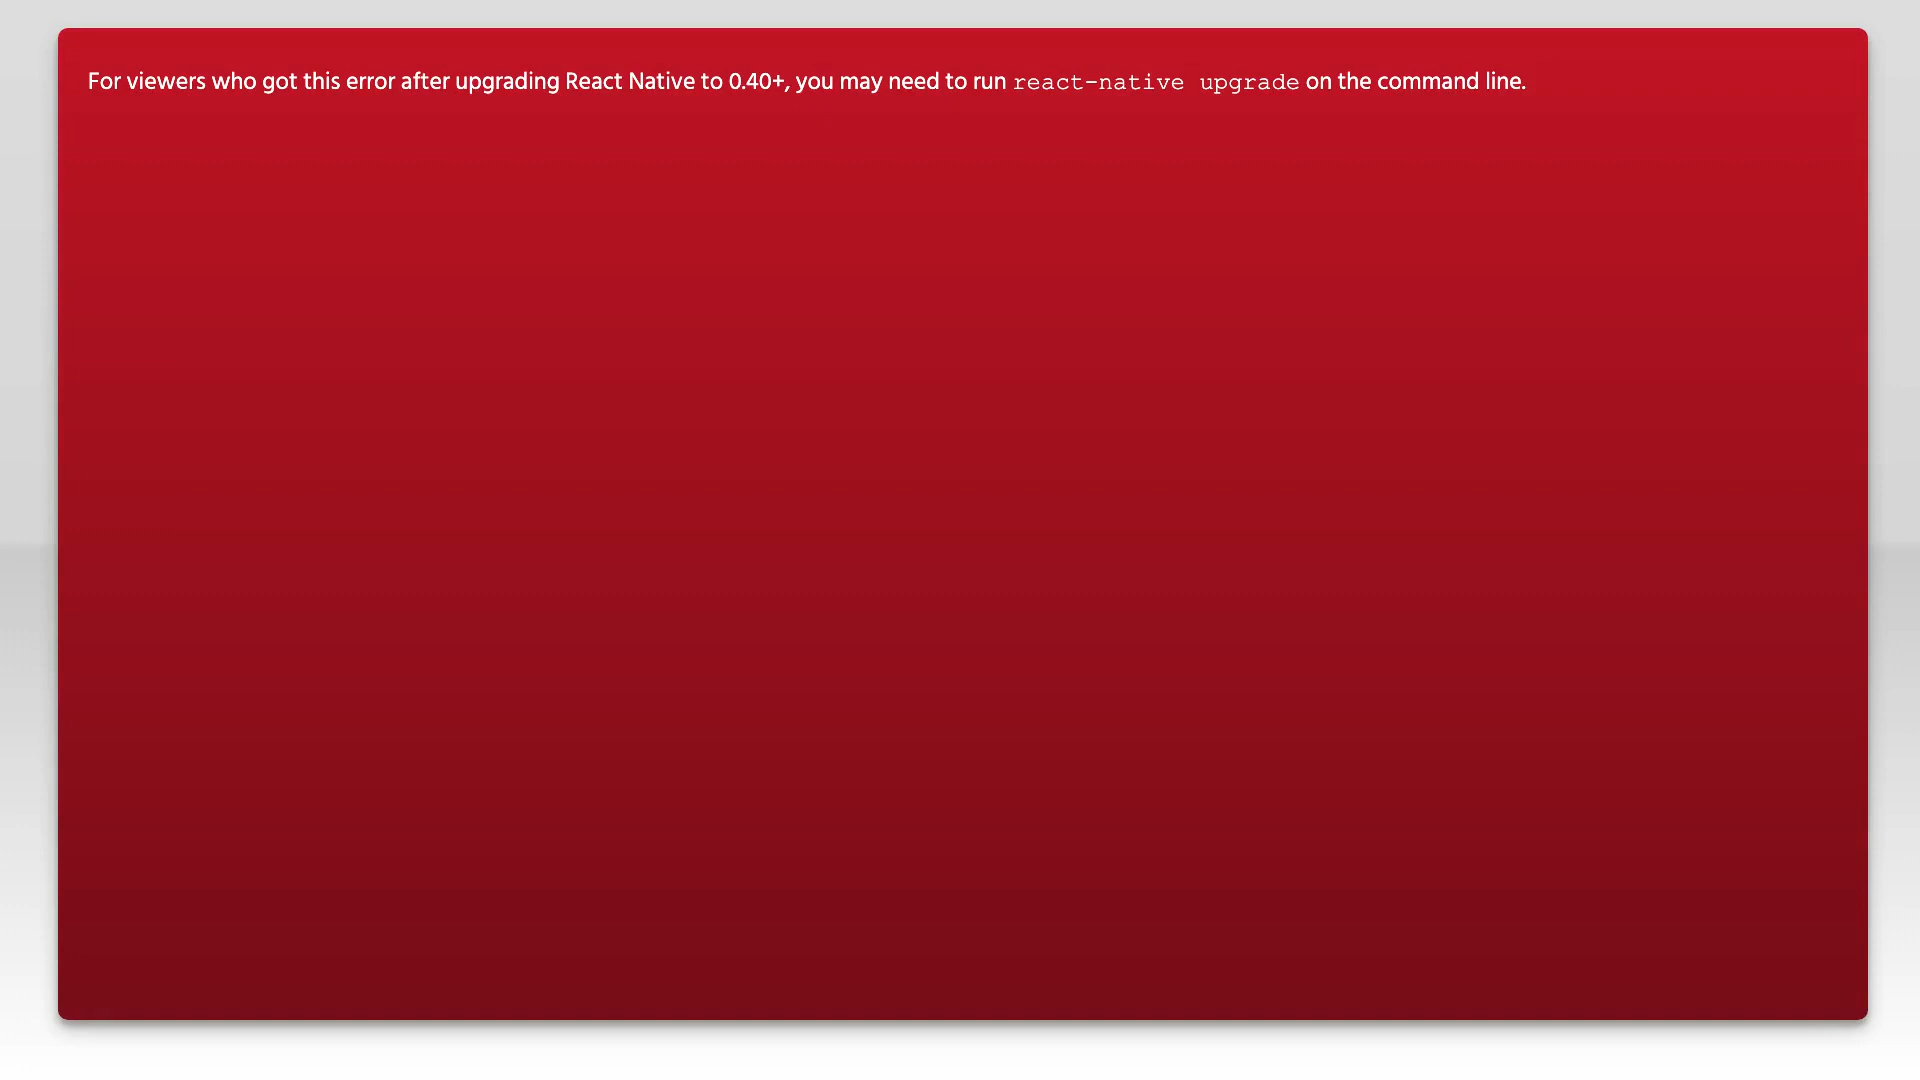 For viewers who got this error after upgrading React Native to 0.40+, you may need to run react-native upgrade on the command line.